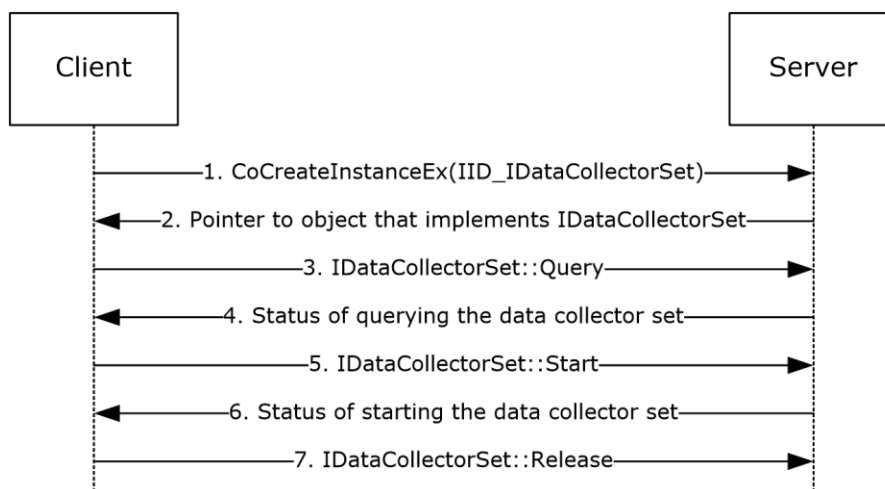 Client
Server
1. CoCreateInstanceEx(IID_IDataCollectorSet)
2. Pointer to object that implements IDataCollectorSet
3. IDataCollectorSet::Query
4. Status of querying the data collector set
5. IDataCollectorSet::Start
6. Status of starting the data collector set
7. IDataCollectorSet::Release